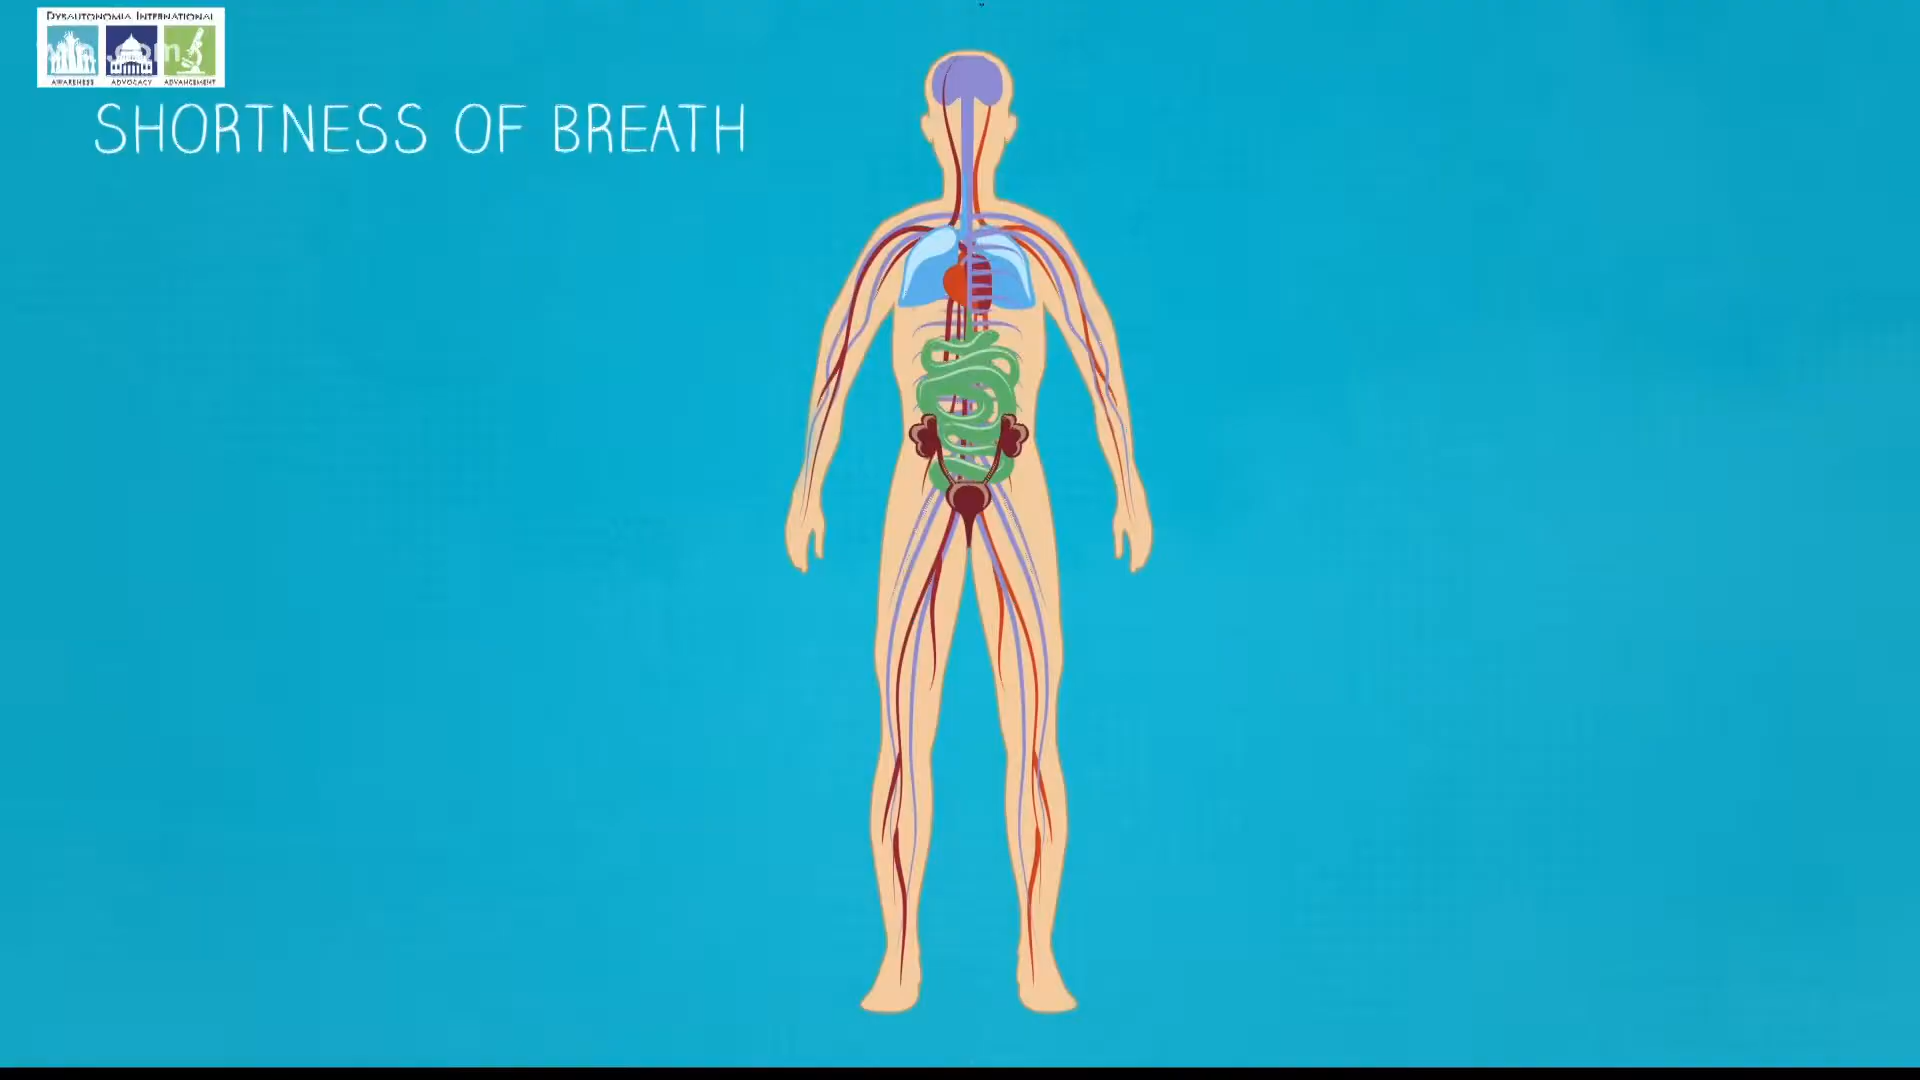 DYSAUTONOMIA INTERNATIONAL
AWARENESS ADVOCACY ADVANCEMENT
SHORTNESS OF BREATH